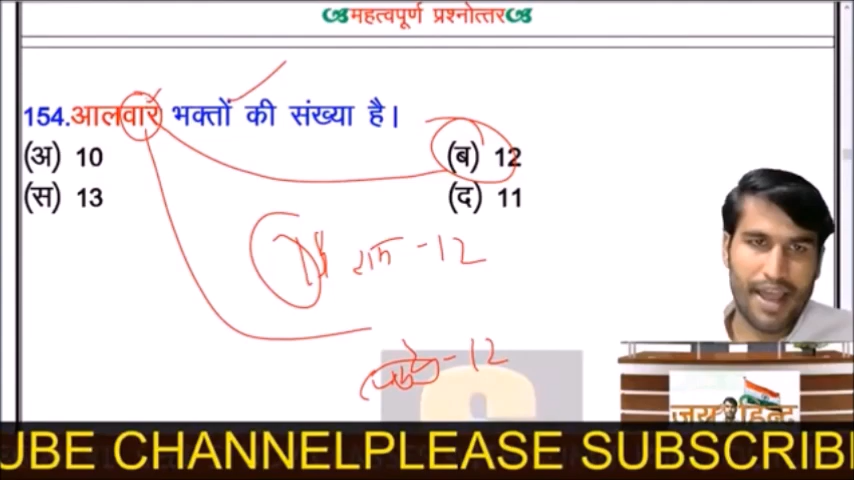 महत्वपूर्ण प्रश्नोत्तर
154.आलवार भक्तों की संख्या है।
(अ) 10
(ब) 12
(स) 13
(द) 11
- 12
- 12
जय हिन्द
UBE CHANNELPLEASE SUBSCRIB